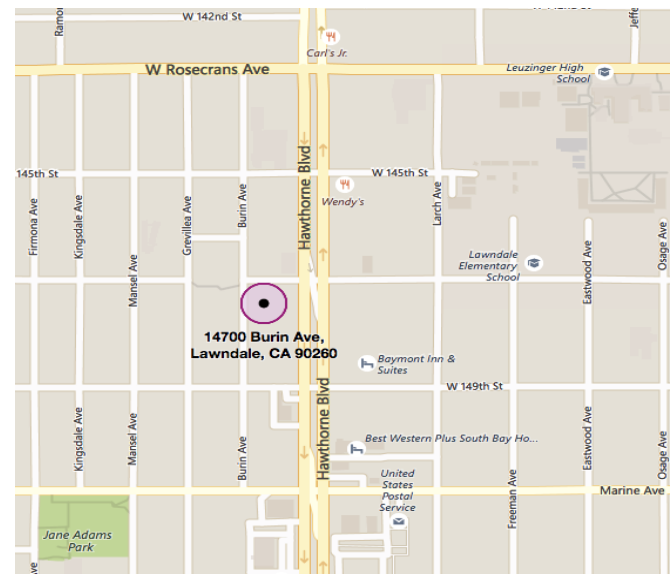 W 142nd St
Ramo
Carl's Jr.
Jeffe
W Rosecrans Ave
Leuzinger High
School
145th St
W 145th St
Wendy's
Hawthorne Blvd
Firmona Ave
Kingsdale Ave
Mansel Ave
Grevillea Ave
Burin Ave
Larch Ave
Lawndale
Elementary
School
Eastwood Ave
Osage Ave
14700 Burin Ave,
Lawndale, CA 90260
Baymont Inn &
Suites
W 149th St
Hawthorne Blvd
Kingsdale Ave
Mansel Ave
Burin Ave
Best Western Plus South Bay Ho...
United
States
Postal
Service
Freeman Ave
Eastwood Ave
Osage Ave
Marine Ave
Jane Adams
Park
ve